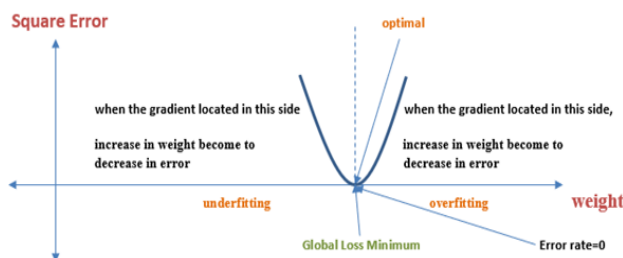 Square Error
optimal
when the gradient located in this side
increase in weight become to
decrease in error
when the gradient located in this side,
increase in weight become to
decrease in error
underfitting
overfitting
weight
Global Loss Minimum
Error rate=0